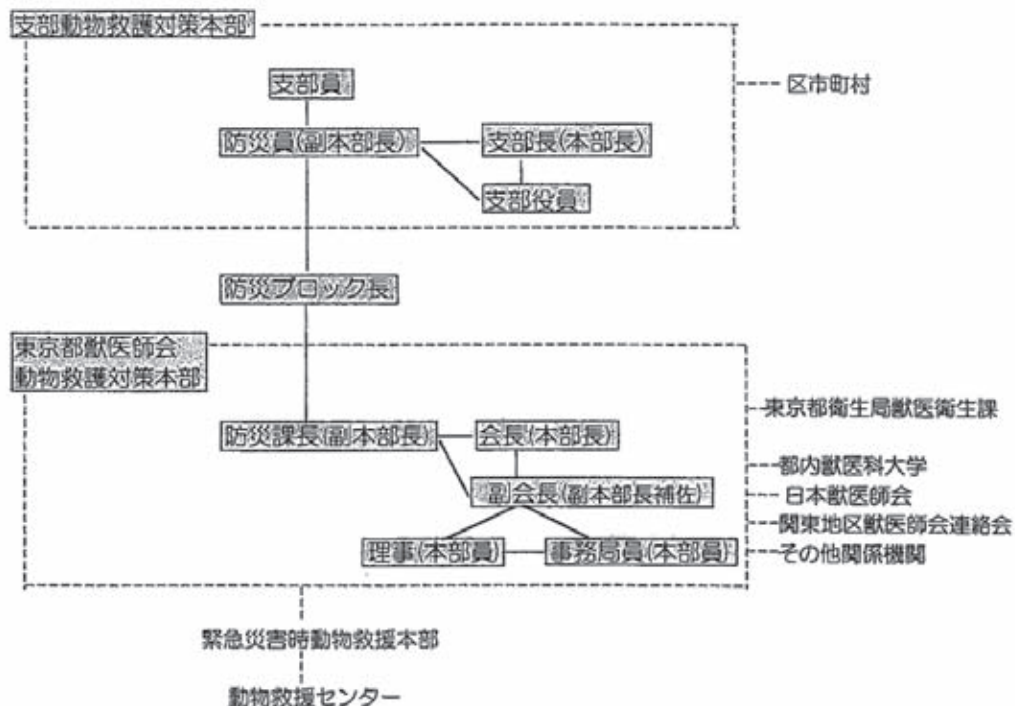 支部動物救護対策本部
支部員
区市町村
防災員(副本部長)
支部長(本部長)
支部役員
防災ブロック長
東京都獣医師会
動物救護対策本部
東京都衛生局獣医衛生課
防災課長(副本部長)
会長(本部長)
都内獣医科大学
副会長(副本部長補佐)
日本獣医師会
関東地区獣医師会連絡会
理事(本部員)
事務局員(本部員)
その他関係機関
緊急災害時動物救援本部
動物救援センター